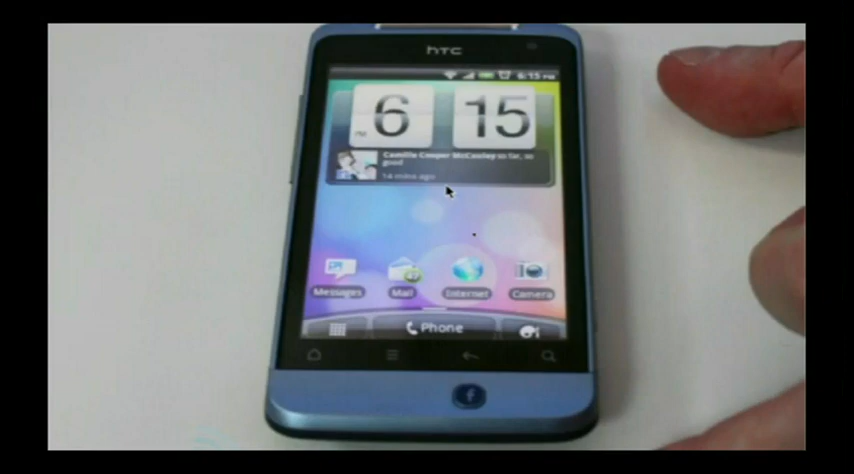 hTC
6:15 PM
6 15
PM
Camille Cooper McCauley so far, so
good
14 mins ago
Messages Mail Internet Camera
Phone
f